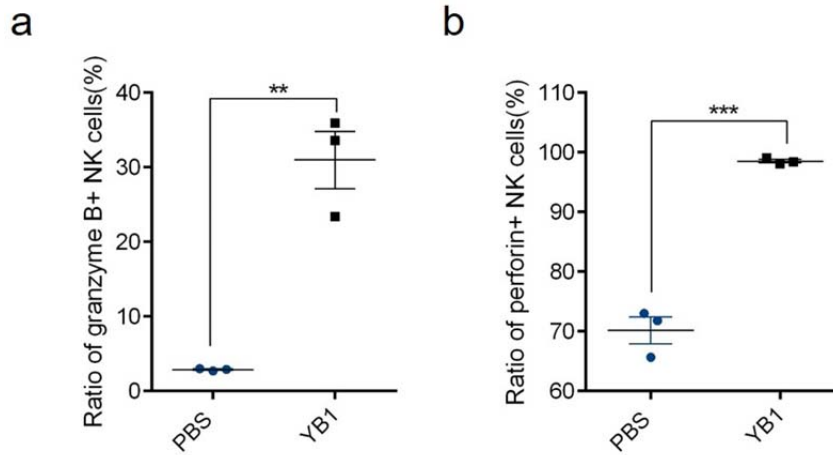 a
Ratio of granzyme B+ NK cells(%)
40
30
20
10
0
**
PBS
YB1
b
Ratio of perforin+ NK cells(%)
110
100
90
80
70
60
***
PBS
YB1